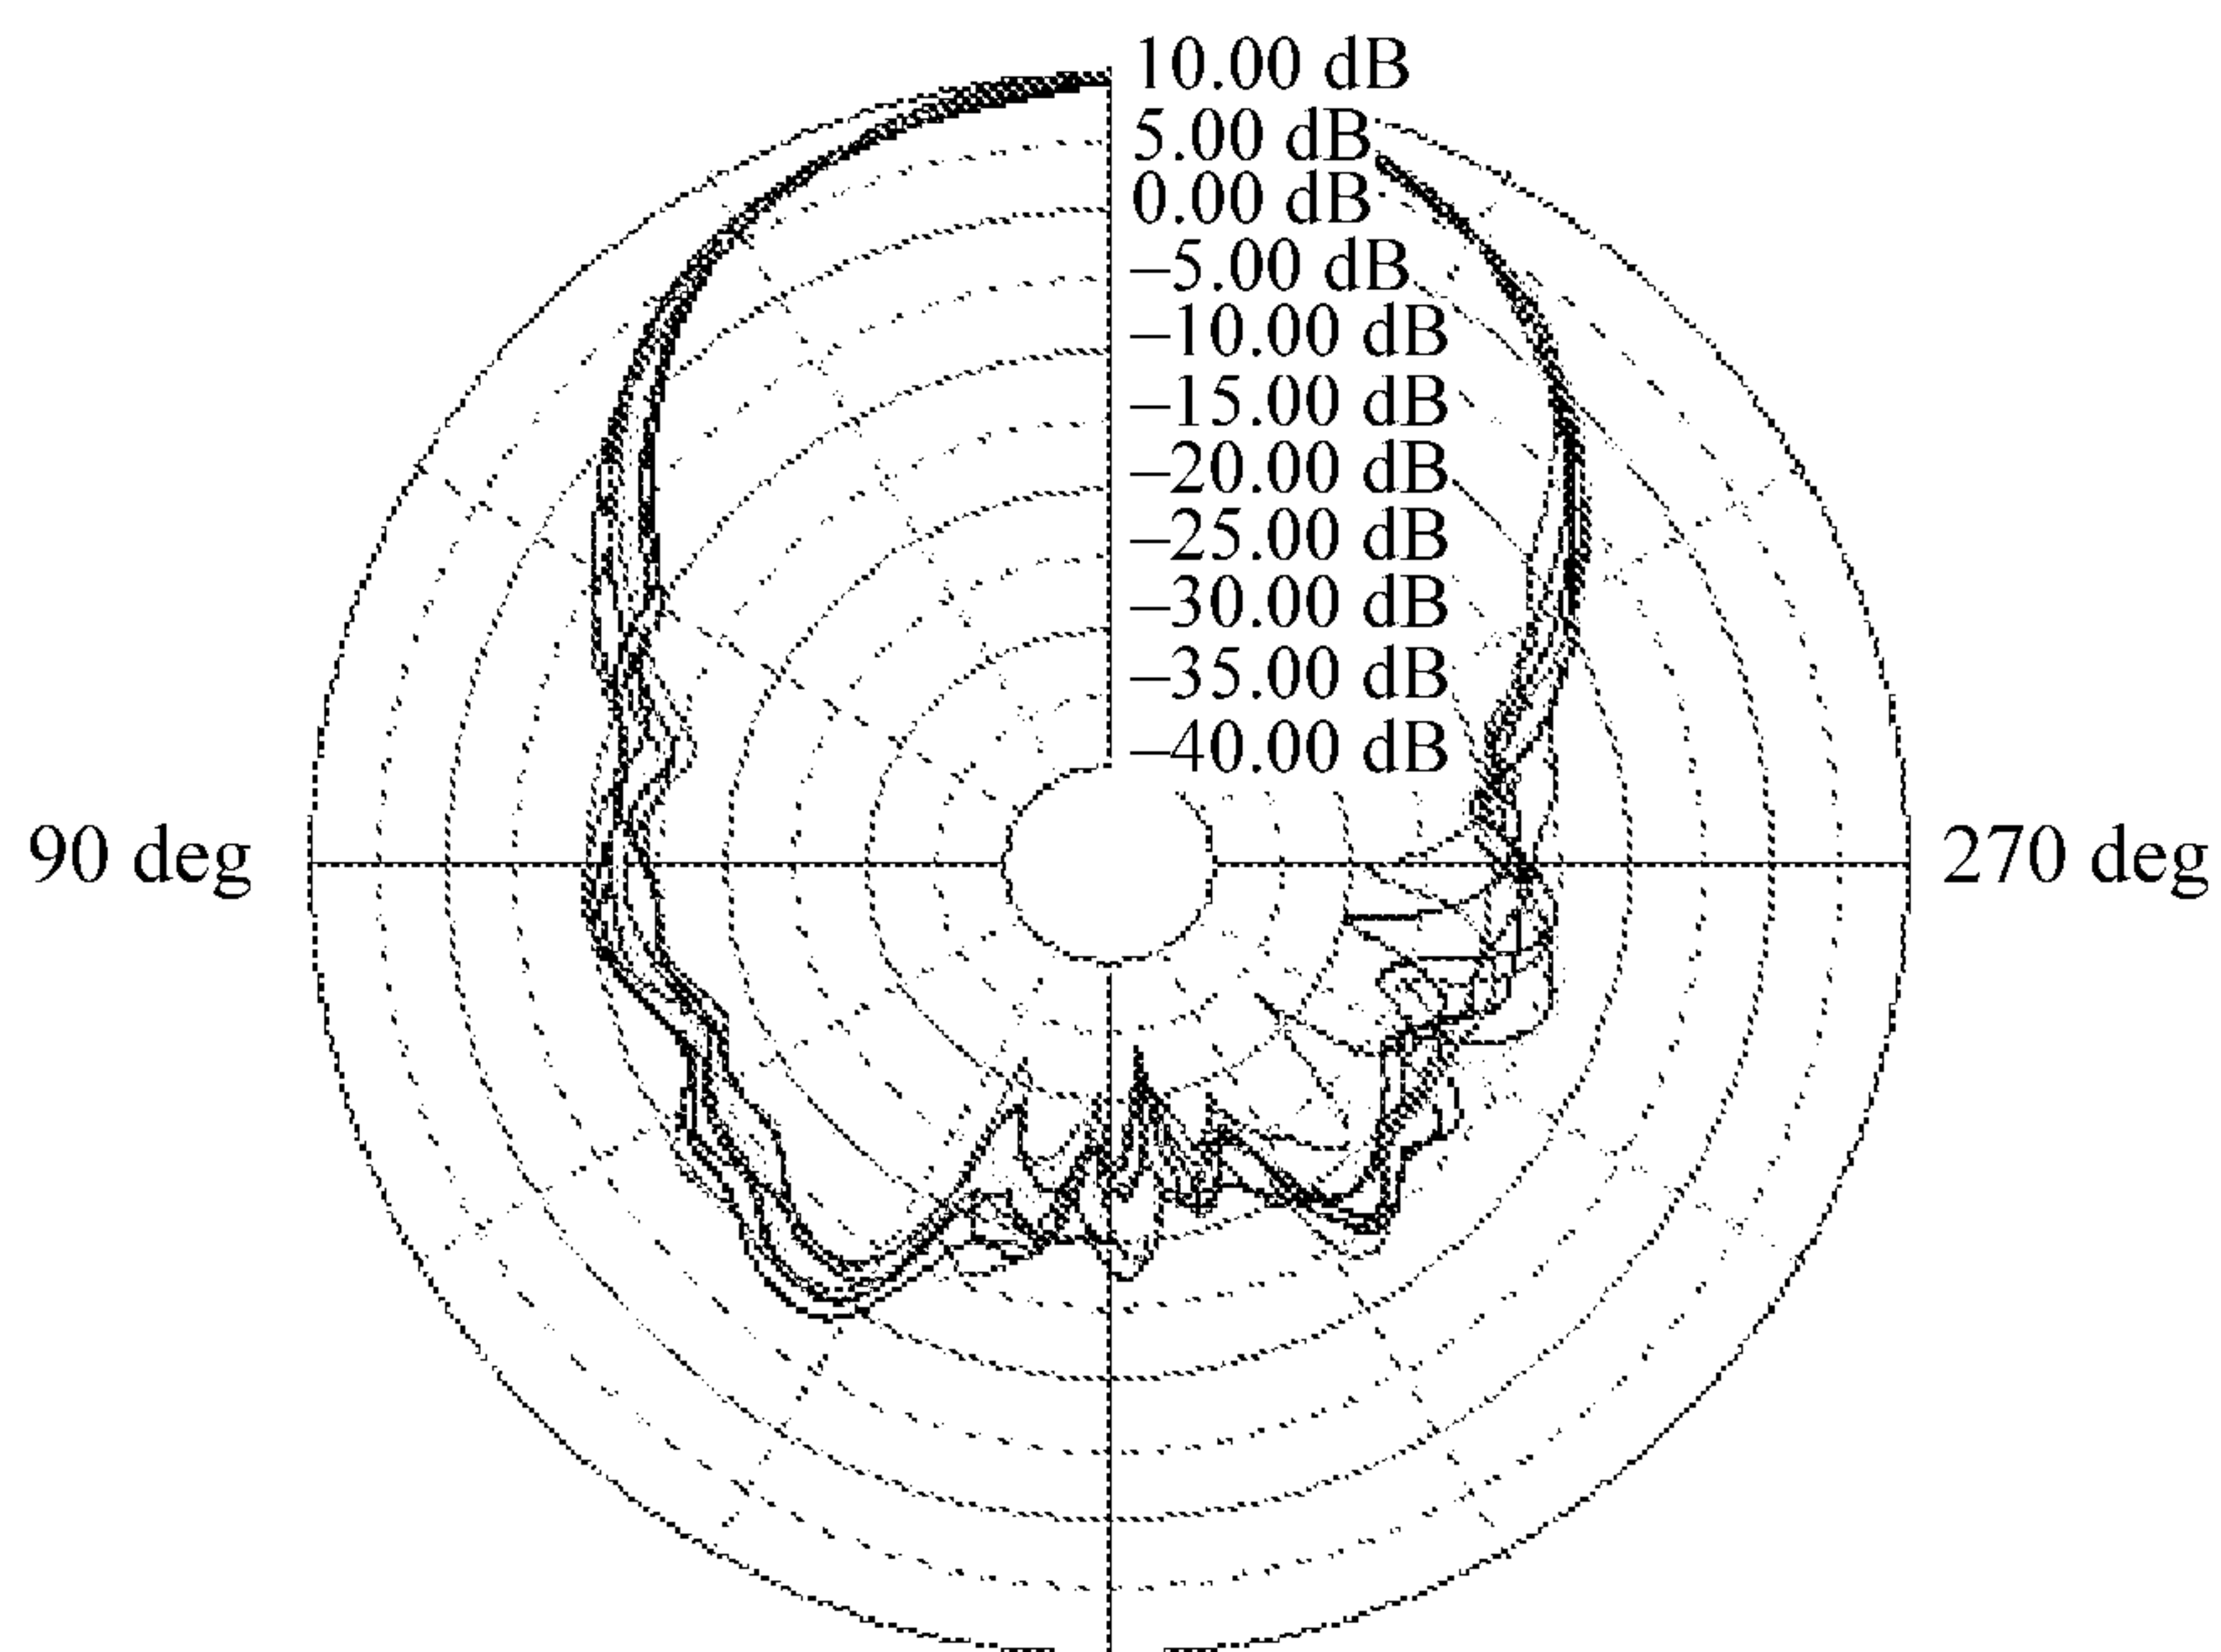 10.00 dB
5.00 dB
0.00 dB
–5.00 dB
–10.00 dB
–15.00 dB
–20.00 dB
–25.00 dB
–30.00 dB
–35.00 dB
–40.00 dB
90 deg
270 deg